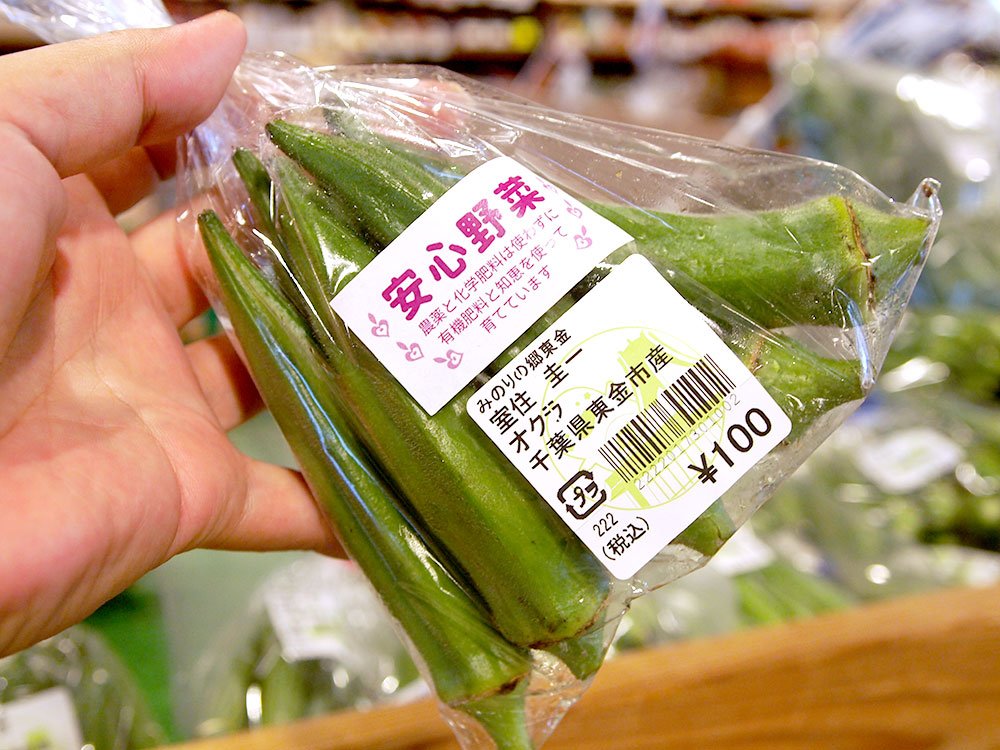 安心野菜
農薬と化学肥料は使わずに
有機肥料と知恵を使って
育てています
みのりの郷東金
室住 圭一
オクラ
千葉県東金市産
2222017301002
¥100
プラ
222
(税込)